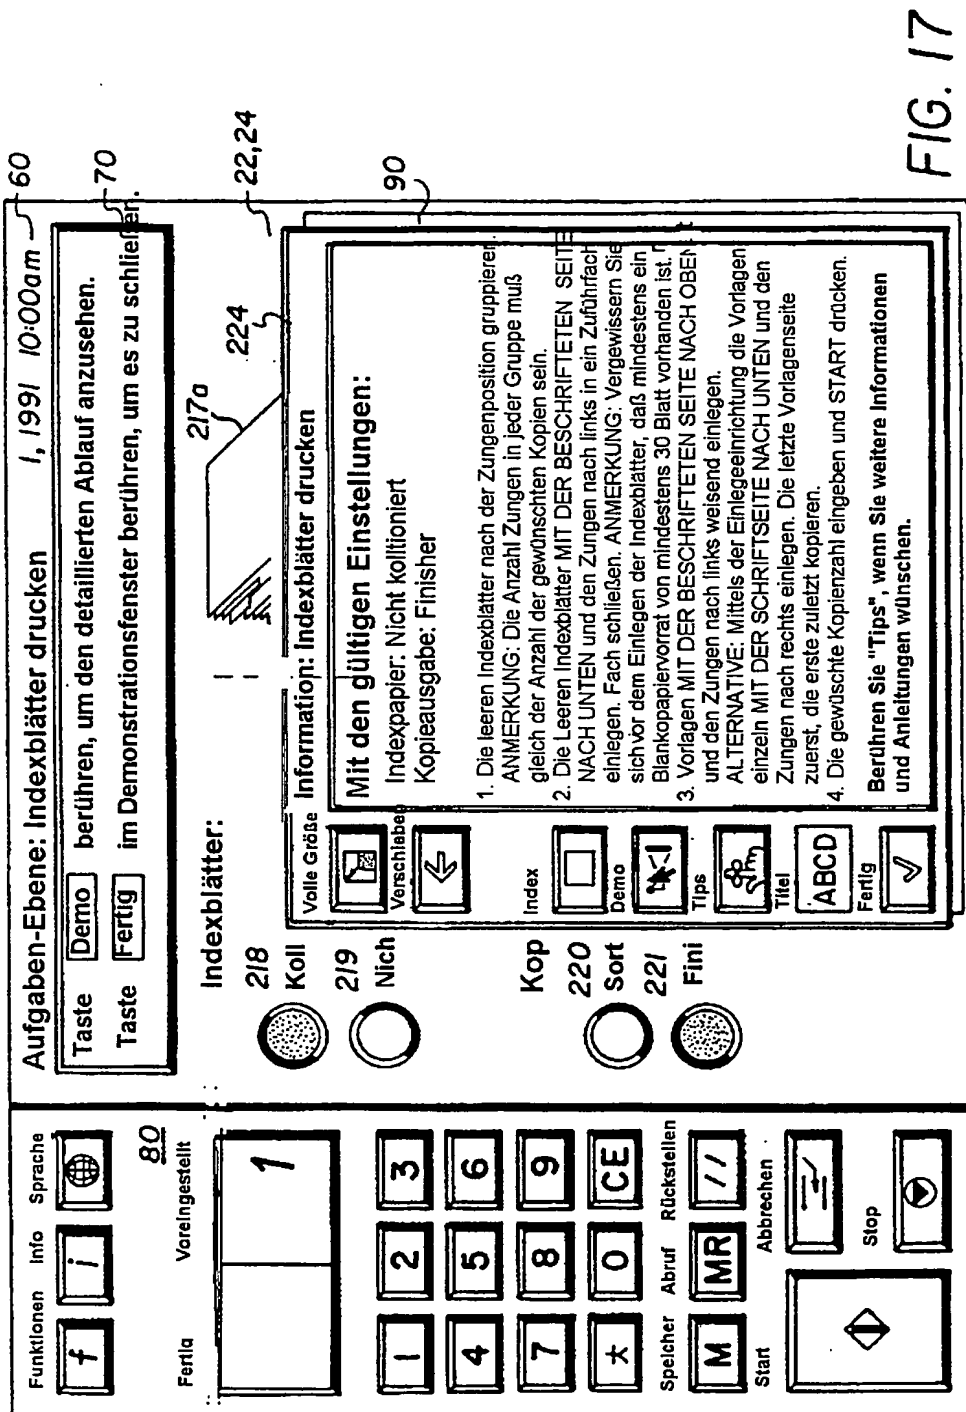 Aufgaben-Ebene: Indexblätter drucken 1, 1991 10:00am 60
Taste Demo berühren, um den detaillierten Ablauf anzusehen.
Taste Fertig im Demonstrationsfenster berühren, um es zu schließen.
70
Indexblätter:
217a
224
22,24
90
218
Koll
219
Nich
Kop
220
Sort
221
Fini
Information: Indexblätter drucken
Volle Größe
Verschieben
Index
Demo
Tips
Titel
ABCD
Fertig
Mit den gültigen Einstellungen:
Indexpapier: Nicht kolltioniert
Kopieausgabe: Finisher
1. Die leeren Indexblätter nach der Zungenposition gruppieren.
ANMERKUNG: Die Anzahl Zungen in jeder Gruppe muß
gleich der Anzahl der gewünschten Kopien sein.
2. Die Leeren Indexblätter MIT DER BESCHRIFTETEN SEITE
NACH UNTEN und den Zungen nach links in ein Zuführfach
einlegen. Fach schließen. ANMERKUNG: Vergewissern Sie
sich vor dem Einlegen der Indexblätter, daß mindestens ein
Blankopapiervorrat von mindestens 30 Blatt vorhanden ist.
3. Vorlagen MIT DER BESCHRIFTETEN SEITE NACH OBEN
und den Zungen nach links weisend einlegen.
ALTERNATIVE: Mittels der Einlegeeinrichtung die Vorlagen
einzeln MIT DER SCHRIFTSEITE NACH UNTEN und den
Zungen nach rechts einlegen. Die letzte Vorlagenseite
zuerst, die erste zuletzt kopieren.
4. Die gewüschte Kopienzahl eingeben und START drücken.
Berühren Sie "Tips", wenn Sie weitere Informationen
und Anleitungen wünschen.
Funktionen Info Sprache
f i
80
Fertig Voreingestellt
1
1 2 3
4 5 6
7 8 9
* 0 CE
Speicher Abruf Rückstellen
M MR //
Start Abbrechen
Stop
FIG. 17